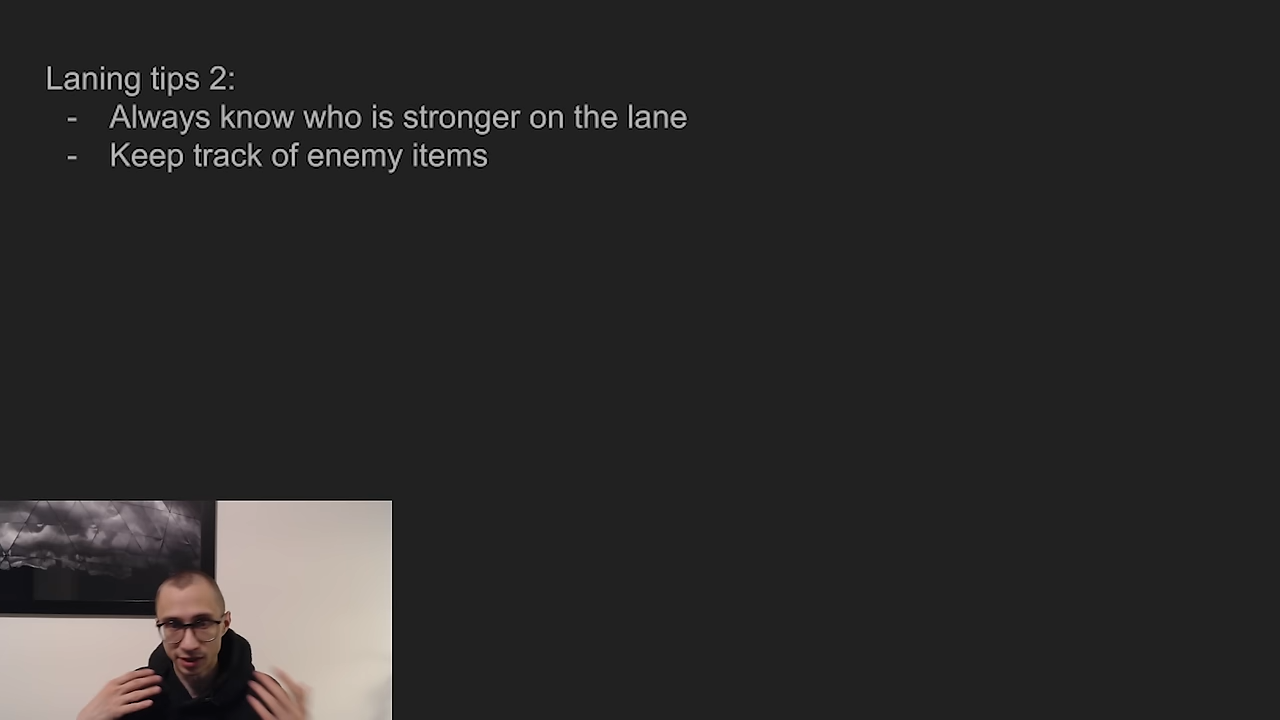 Laning tips 2:
- Always know who is stronger on the lane
- Keep track of enemy items